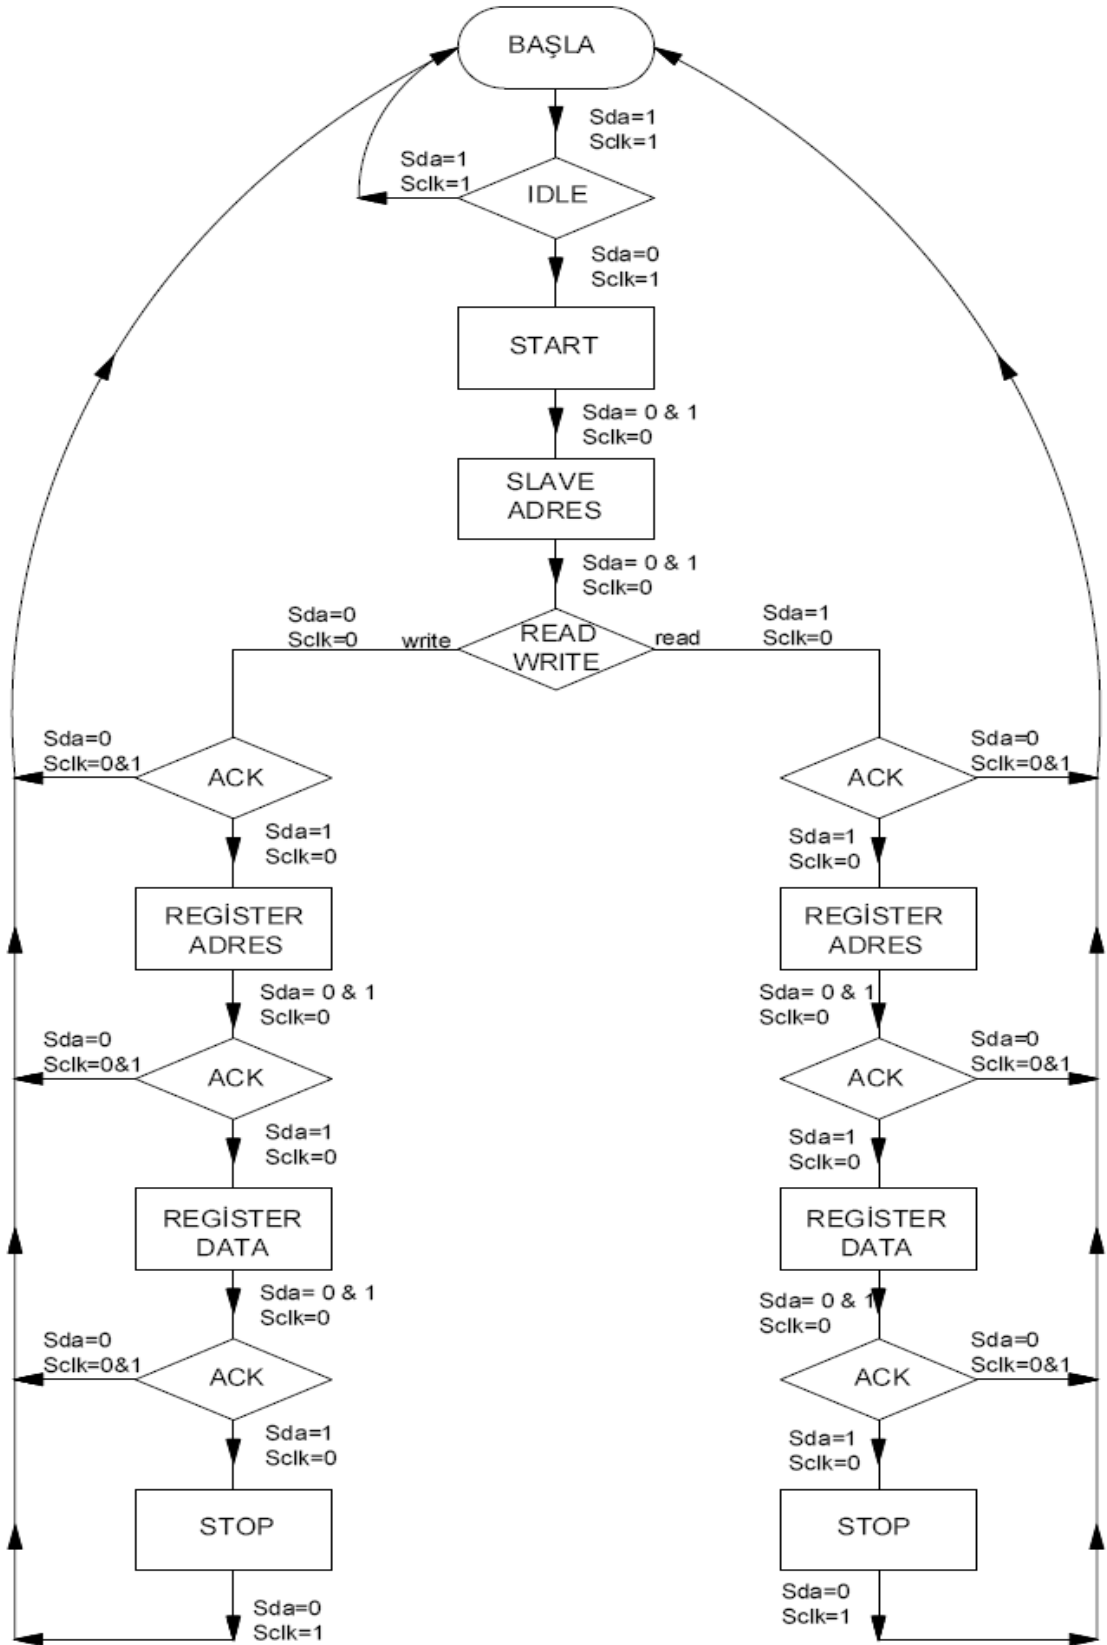 BAŞLA
Sda=1
Sclk=1
Sda=1
Sclk=1
IDLE
Sda=0
Sclk=1
START
Sda= 0 & 1
Sclk=0
SLAVE
ADRES
Sda= 0 & 1
Sclk=0
Sda=0
Sclk=0
write
READ
WRITE
read
Sda=1
Sclk=0
Sda=0
Sclk=0&1
ACK
Sda=1
Sclk=0
REGİSTER
ADRES
Sda= 0 & 1
Sclk=0
Sda=0
Sclk=0&1
ACK
Sda=1
Sclk=0
REGİSTER
DATA
Sda= 0 & 1
Sclk=0
Sda=0
Sclk=0&1
ACK
Sda=1
Sclk=0
STOP
Sda=0
Sclk=1
ACK
Sda=0
Sclk=0&1
Sda=1
Sclk=0
REGİSTER
ADRES
Sda= 0 & 1
Sclk=0
ACK
Sda=0
Sclk=0&1
Sda=1
Sclk=0
REGİSTER
DATA
Sda= 0 & 1
Sclk=0
ACK
Sda=0
Sclk=0&1
Sda=1
Sclk=0
STOP
Sda=0
Sclk=1